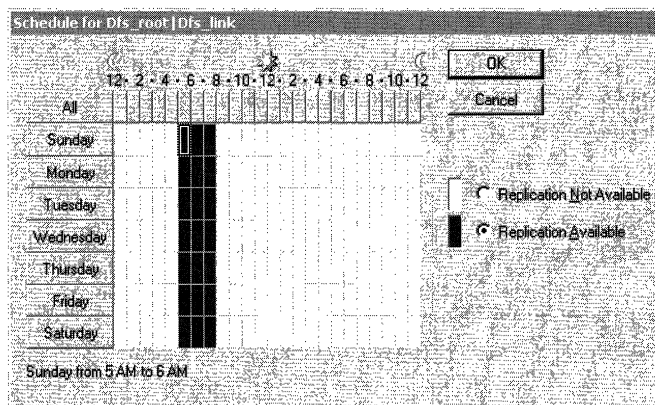 Schedule for Dfs_root|Dfs_link
12 · 2 · 4 · 6 · 8 · 10 · 12 · 2 · 4 · 6 · 8 · 10 · 12
OK
Cancel
All
Sunday
Monday
Tuesday
Wednesday
Thursday
Friday
Saturday
Replication Not Available
Replication Available
Sunday from 5 AM to 6 AM